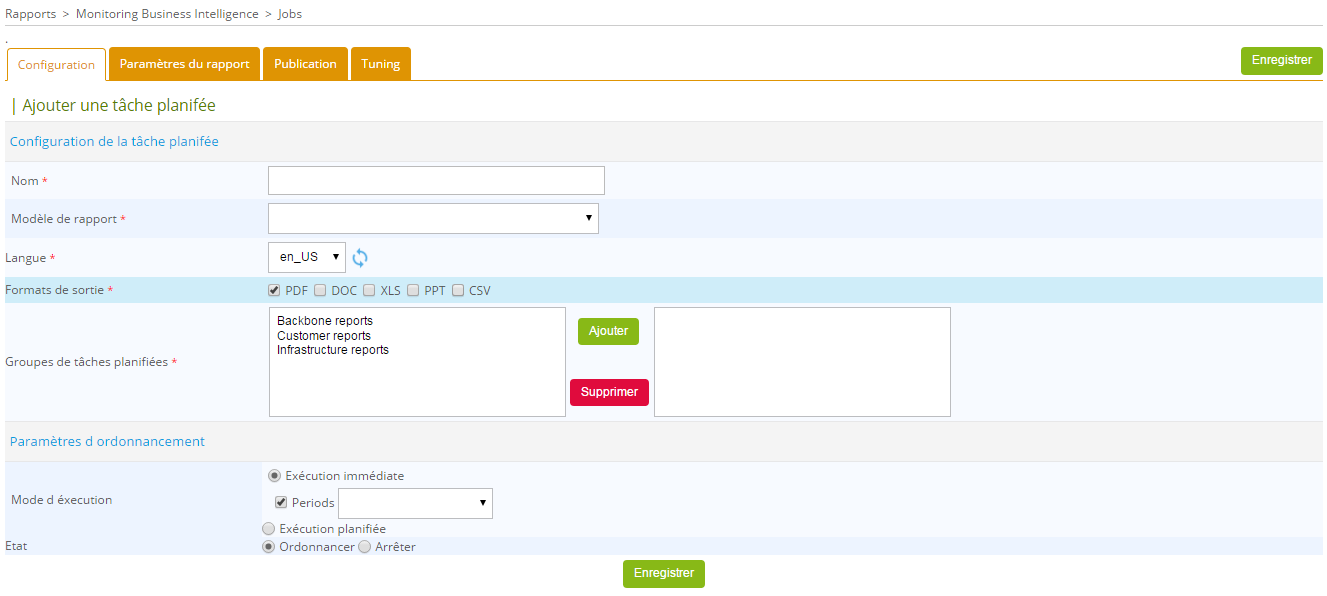 Rapports > Monitoring Business Intelligence > Jobs
.
Configuration Paramètres du rapport Publication Tuning Enregistrer
| Ajouter une tâche planifée
Configuration de la tâche planifée
Nom *
Modèle de rapport *
Langue * en_US
Formats de sortie * PDF DOC XLS PPT CSV
Backbone reports
Customer reports
Infrastructure reports
Ajouter
Groupes de tâches planifiées *
Supprimer
Paramètres d ordonnancement
Exécution immédiate
Mode d éxecution
Periods
Exécution planifiée
Etat Ordonnancer Arrêter
Enregistrer